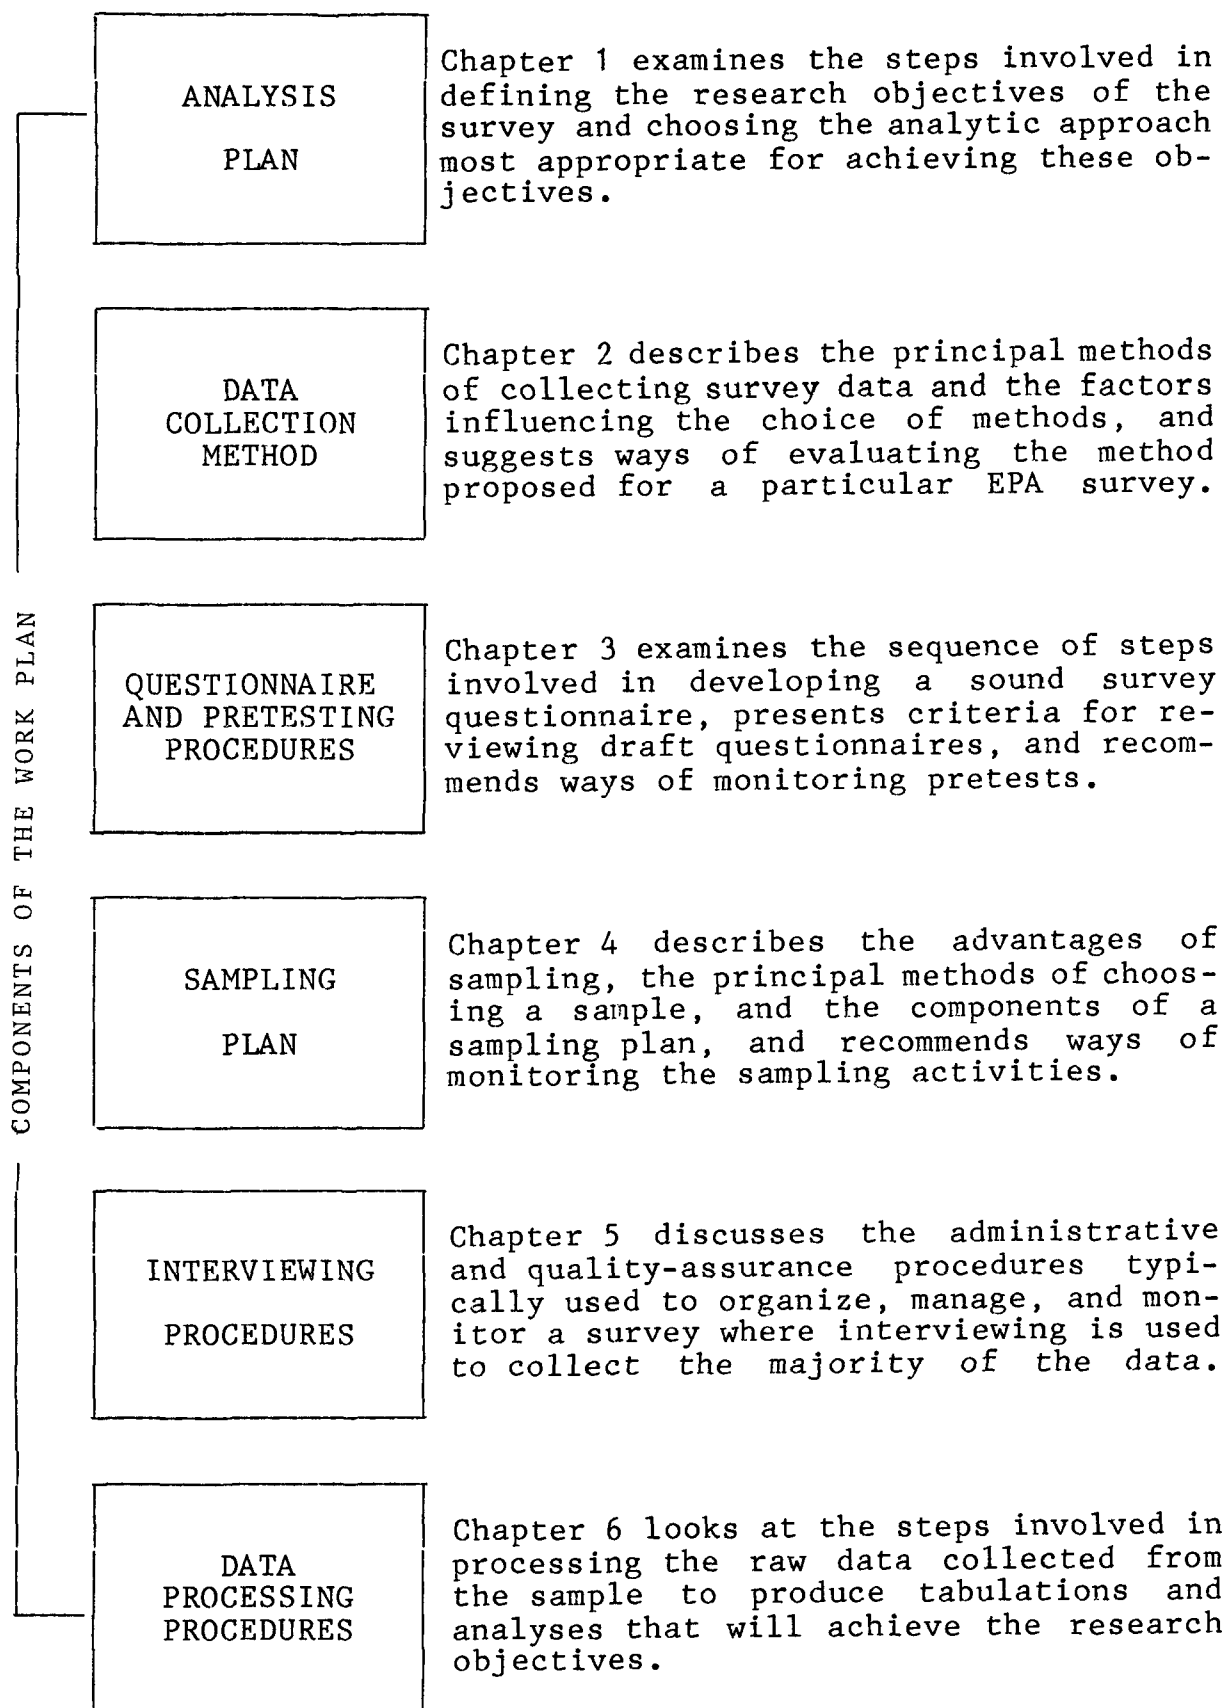 COMPONENTS OF THE WORK PLAN
ANALYSIS
PLAN
Chapter 1 examines the steps involved in
defining the research objectives of the
survey and choosing the analytic approach
most appropriate for achieving these ob-
jectives.
DATA
COLLECTION
METHOD
Chapter 2 describes the principal methods
of collecting survey data and the factors
influencing the choice of methods, and
suggests ways of evaluating the method
proposed for a particular EPA survey.
QUESTIONNAIRE
AND PRETESTING
PROCEDURES
Chapter 3 examines the sequence of steps
involved in developing a sound survey
questionnaire, presents criteria for re-
viewing draft questionnaires, and recom-
mends ways of monitoring pretests.
SAMPLING
PLAN
Chapter 4 describes the advantages of
sampling, the principal methods of choos-
ing a sample, and the components of a
sampling plan, and recommends ways of
monitoring the sampling activities.
INTERVIEWING
PROCEDURES
Chapter 5 discusses the administrative
and quality-assurance procedures typi-
cally used to organize, manage, and mon-
itor a survey where interviewing is used
to collect the majority of the data.
DATA
PROCESSING
PROCEDURES
Chapter 6 looks at the steps involved in
processing the raw data collected from
the sample to produce tabulations and
analyses that will achieve the research
objectives.